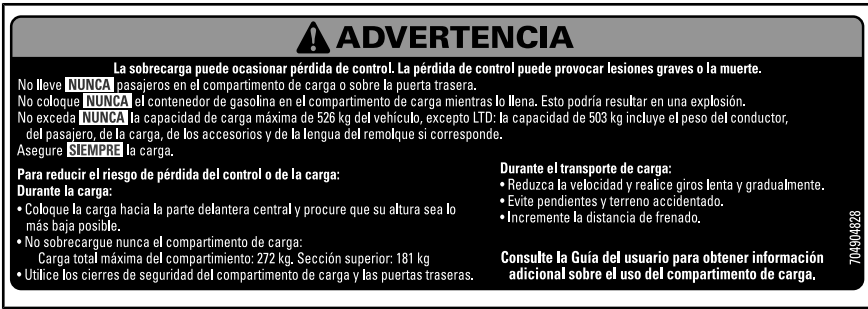 ADVERTENCIA
La sobrecarga puede ocasionar pérdida de control. La pérdida de control puede provocar lesiones graves o la muerte.
No lleve NUNCA pasajeros en el compartimento de carga o sobre la puerta trasera.
No coloque NUNCA el contenedor de gasolina en el compartimento de carga mientras lo llena. Esto podría resultar en una explosión.
No exceda NUNCA la capacidad de carga máxima de 526 kg del vehículo, excepto LTD: la capacidad de 503 kg incluye el peso del conductor,
del pasajero, de la carga, de los accesorios y de la lengua del remolque si corresponde.
Asegure SIEMPRE la carga.
Para reducir el riesgo de pérdida del control o de la carga:
Durante la carga:
• Coloque la carga hacia la parte delantera central y procure que su altura sea lo
más baja posible.
• No sobrecargue nunca el compartimento de carga:
Carga total máxima del compartimiento: 272 kg. Sección superior: 181 kg
• Utilice los cierres de seguridad del compartimento de carga y las puertas traseras.
Durante el transporte de carga:
• Reduzca la velocidad y realice giros lenta y gradualmente.
• Evite pendientes y terreno accidentado.
• Incremente la distancia de frenado.
Consulte la Guía del usuario para obtener información
adicional sobre el uso del compartimento de carga.
704904828